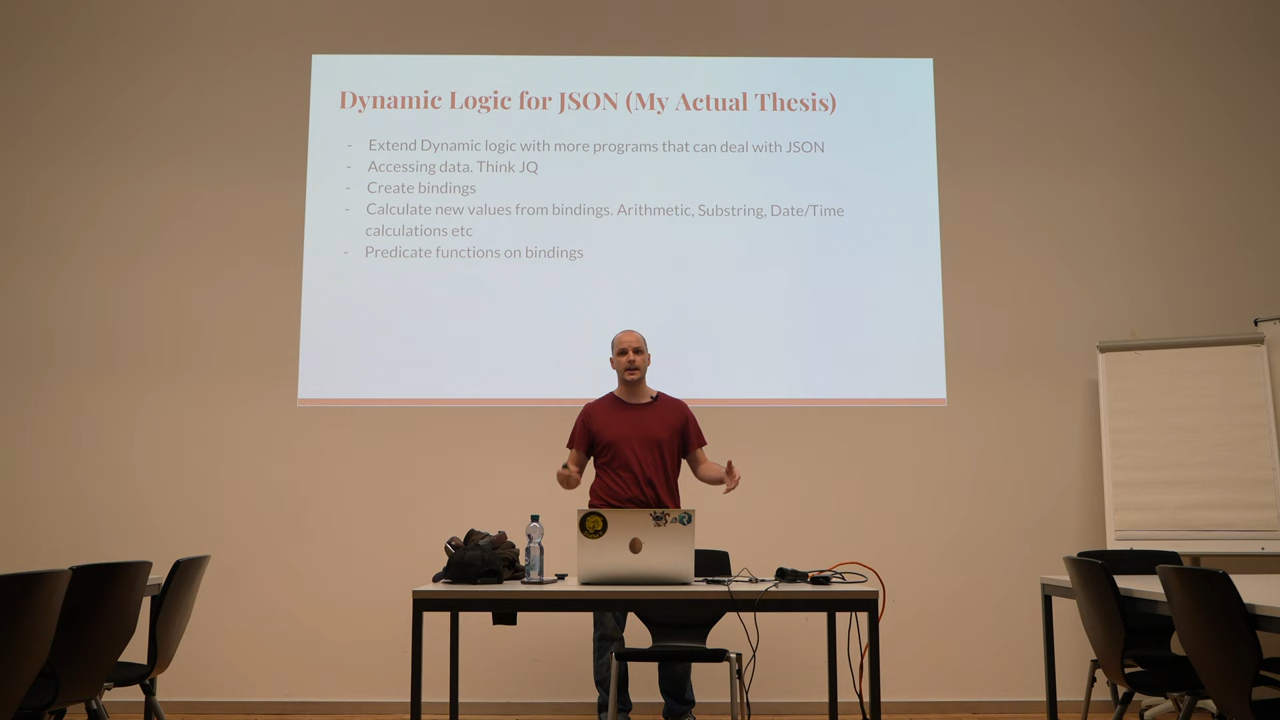 Dynamic Logic for JSON (My Actual Thesis)
- Extend Dynamic logic with more programs that can deal with JSON
- Accessing data. Think JQ
- Create bindings
- Calculate new values from bindings. Arithmetic, Substring, Date/Time
calculations etc
- Predicate functions on bindings